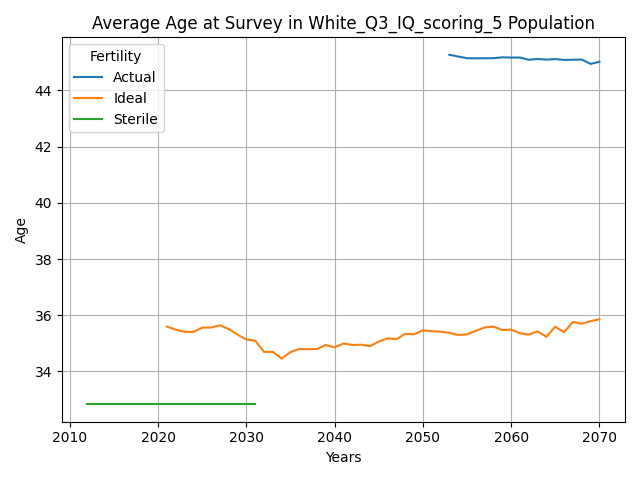 Average Age at Survey in White_Q3_IQ_scoring_5 Population
Fertility
Actual
Ideal
Sterile
44
42
40
38
36
34
Age
2010 2020 2030 2040 2050 2060 2070
Years